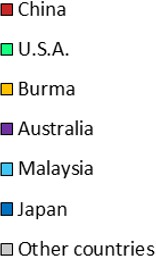 China
U.S.A.
Burma
Australia
Malaysia
Japan
Other countries